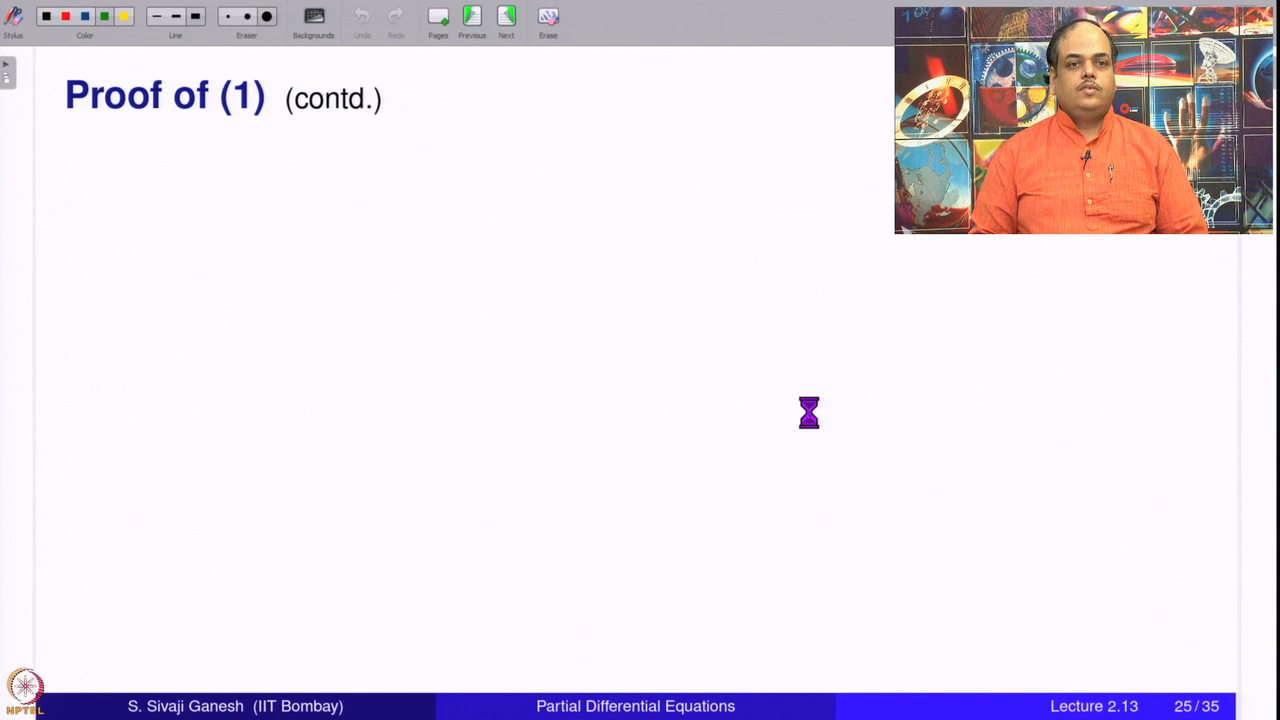 Stylus
Color
Line
Eraser
Backgrounds
Undo
Redo
Pages
Previous
Next
Erase
Proof of (1) (contd.)
NPTEL
S. Sivaji Ganesh (IIT Bombay)
Partial Differential Equations
Lecture 2.13
25/35